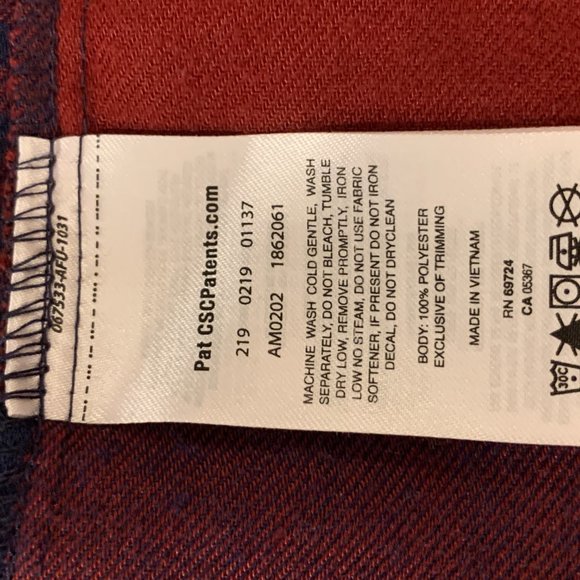 067533-AFU-1031
Pat CSCPatents.com
219 0219 01137
AM0202 1862061
MACHINE WASH COLD GENTLE, WASH
SEPARATELY, DO NOT BLEACH, TUMBLE
DRY LOW, REMOVE PROMPTLY, IRON
LOW NO STEAM, DO NOT USE FABRIC
SOFTENER, IF PRESENT DO NOT IRON
DECAL, DO NOT DRYCLEAN
BODY: 100% POLYESTER
EXCLUSIVE OF TRIMMING
MADE IN VIETNAM
RN 69724
CA 05367
30C